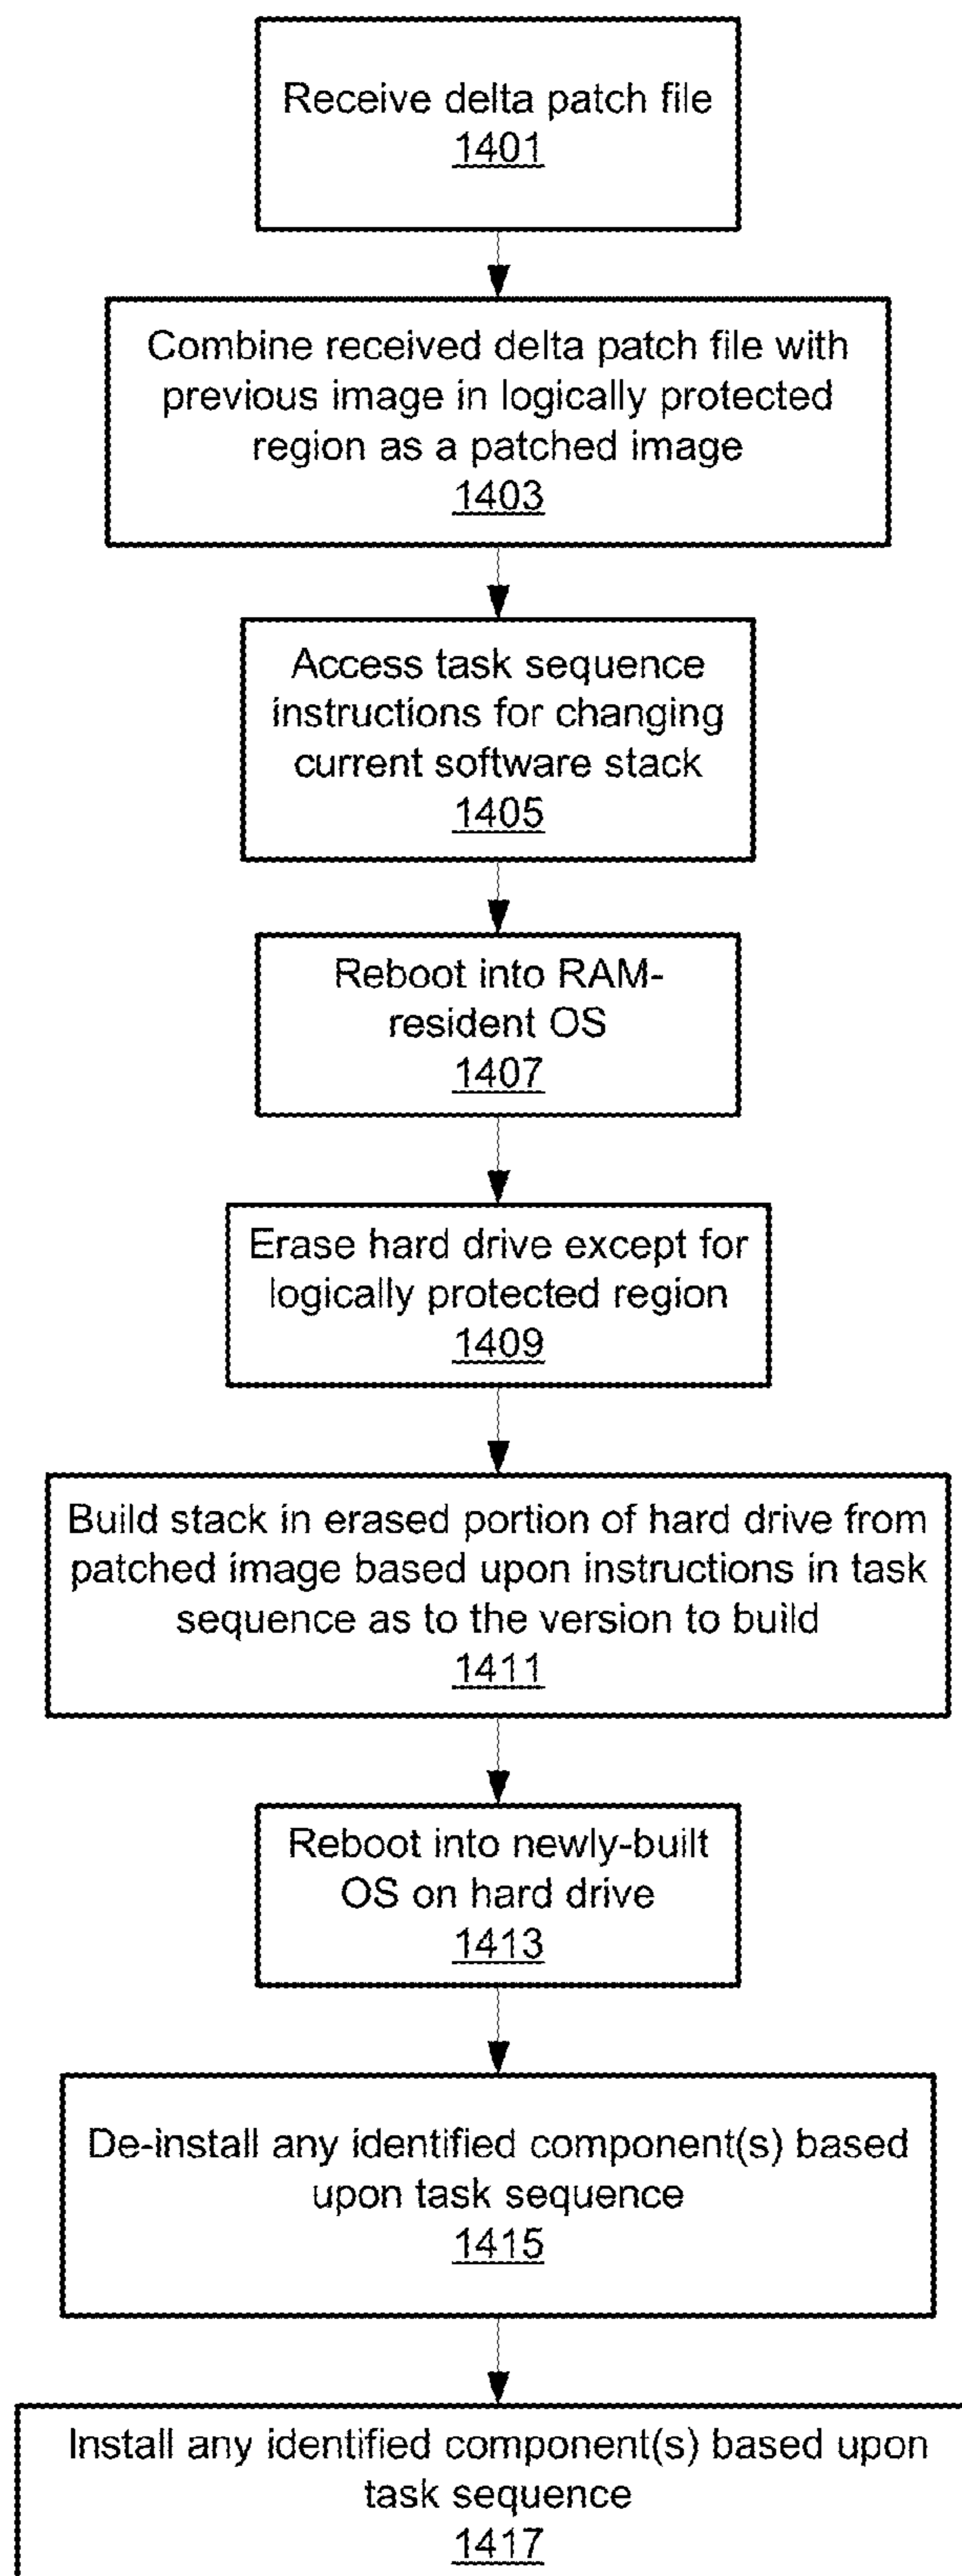 Receive delta patch file
1401
Combine received delta patch file with
previous image in logically protected
region as a patched image
1403
Access task sequence
instructions for changing
current software stack
1405
Reboot into RAM-
resident OS
1407
Erase hard drive except for
logically protected region
1409
Build stack in erased portion of hard drive from
patched image based upon instructions in task
sequence as to the version to build
1411
Reboot into newly-built
OS on hard drive
1413
De-install any identified component(s) based
upon task sequence
1415
Install any identified component(s) based upon
task sequence
1417